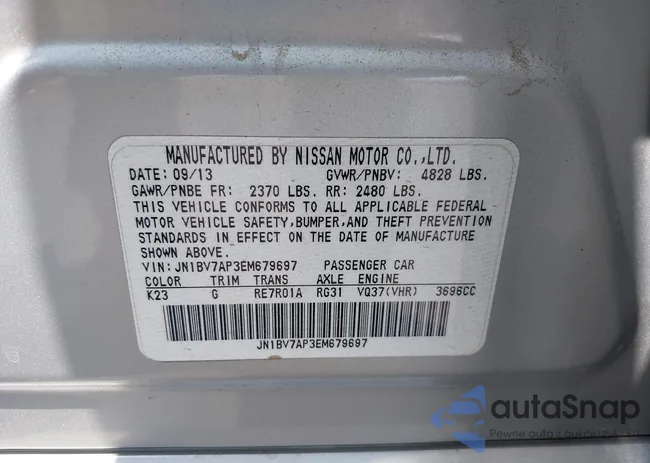 MANUFACTURED BY NISSAN MOTOR CO.,LTD.
DATE: 09/13 GVWR/PNBV: 4828 LBS.
GAWR/PNBE FR: 2370 LBS. RR: 2480 LBS.
THIS VEHICLE CONFORMS TO ALL APPLICABLE FEDERAL
MOTOR VEHICLE SAFETY,BUMPER,AND THEFT PREVENTION
STANDARDS IN EFFECT ON THE DATE OF MANUFACTURE
SHOWN ABOVE.
VIN: JN1BV7AP3EM679697 PASSENGER CAR
COLOR TRIM TRANS AXLE ENGINE
K23 G RE7R01A RG31 VQ37(VHR) 3696CC
JN1BV7AP3EM679697
autaSnap
Pewne auta